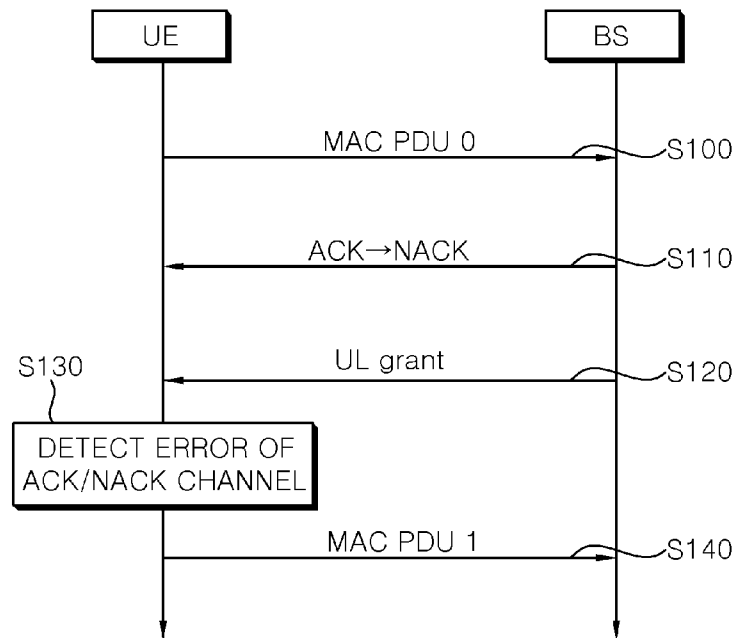 UE
BS
MAC PDU 0
S100
ACK→NACK
S110
UL grant
S120
S130
DETECT ERROR OF
ACK/NACK CHANNEL
MAC PDU 1
S140